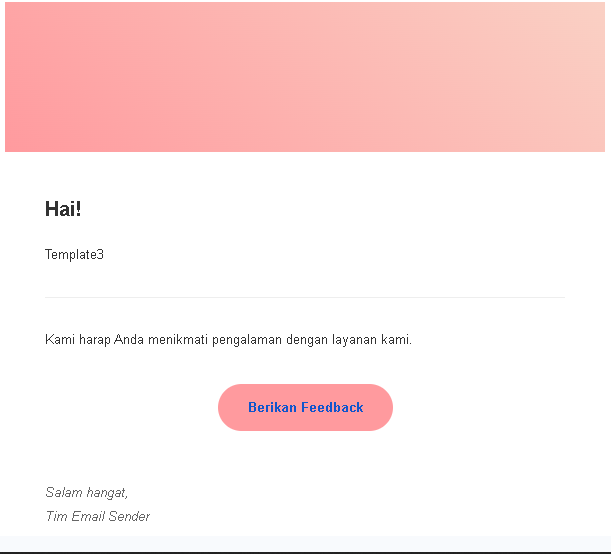 Hai!
Template3
Kami harap Anda menikmati pengalaman dengan layanan kami.
Berikan Feedback
Salam hangat,
Tim Email Sender